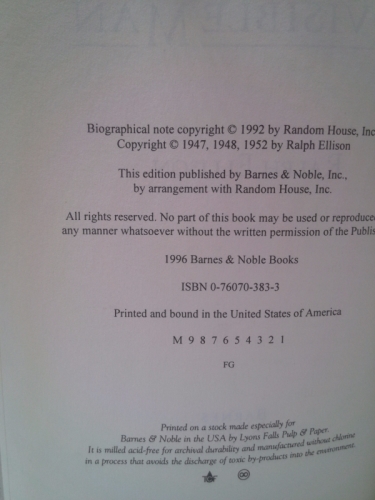 VISIBLE MAN
Biographical note copyright © 1992 by Random House, Inc
Copyright © 1947, 1948, 1952 by Ralph Ellison
This edition published by Barnes & Noble, Inc.,
by arrangement with Random House, Inc.
All rights reserved. No part of this book may be used or reproduce
any manner whatsoever without the written permission of the Publis
1996 Barnes & Noble Books
ISBN 0-76070-383-3
Printed and bound in the United States of America
M 9 8 7 6 5 4 3 2 1
FG
Printed on a stock made especially for
Barnes & Noble in the USA by Lyons Falls Pulp & Paper.
It is milled acid-free for archival durability and manufactured without chlorine
in a process that avoids the discharge of toxic by-products into the environment.